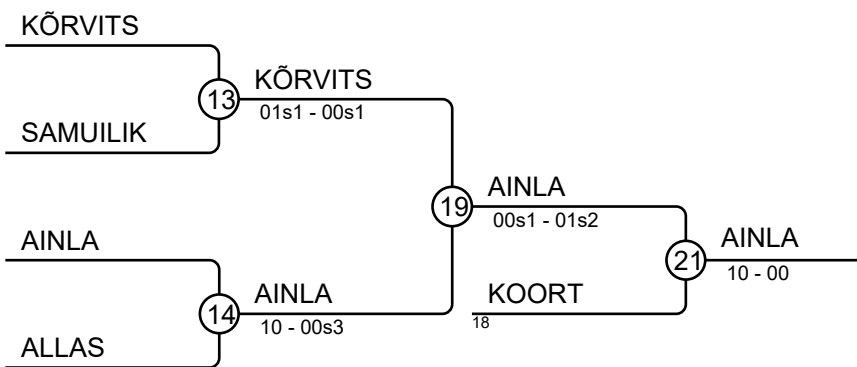 KÕRVITS
13
KÕRVITS
01s1 - 00s1
SAMUILIK
19
AINLA
00s1 - 01s2
AINLA
21
AINLA
10 - 00
14
AINLA
10 - 00s3
KOORT
18
ALLAS